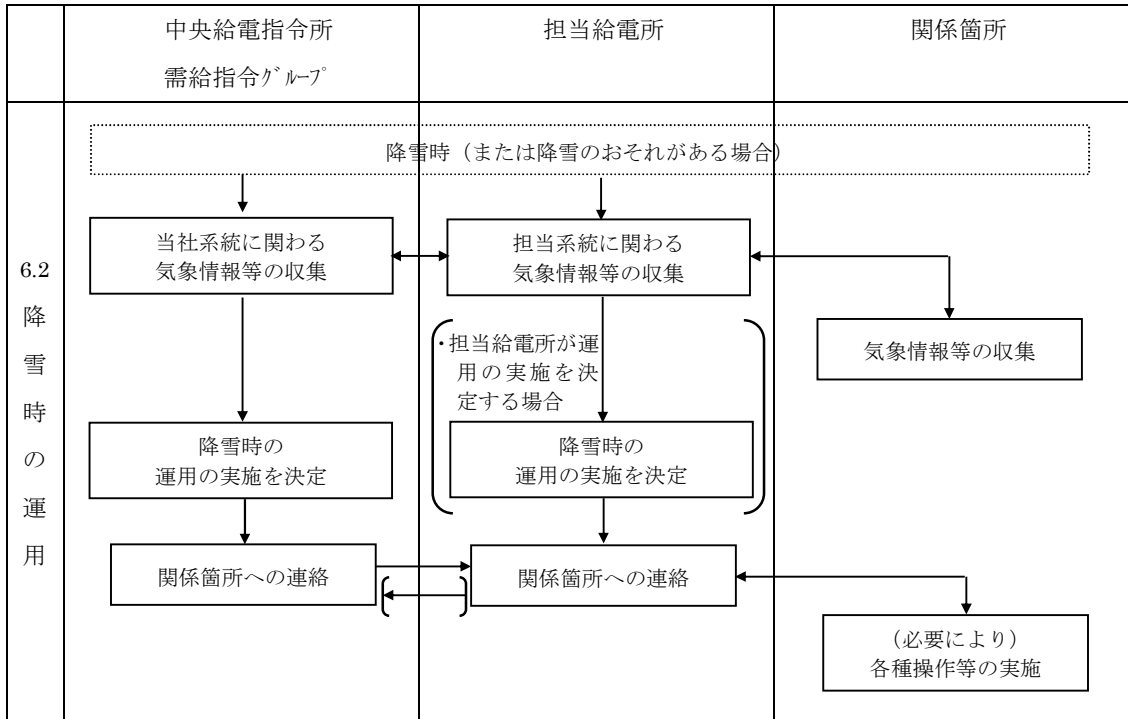 中央給電指令所
需給指令ｸﾞﾙｰﾌﾟ
担当給電所
関係箇所
6.2
降
雪
時
の
運
用
降雪時（または降雪のおそれがある場合）
当社系統に関わる
気象情報等の収集
担当系統に関わる
気象情報等の収集
気象情報等の収集
・担当給電所が運
用の実施を決
定する場合
降雪時の
運用の実施を決定
降雪時の
運用の実施を決定
関係箇所への連絡
関係箇所への連絡
（必要により）
各種操作等の実施